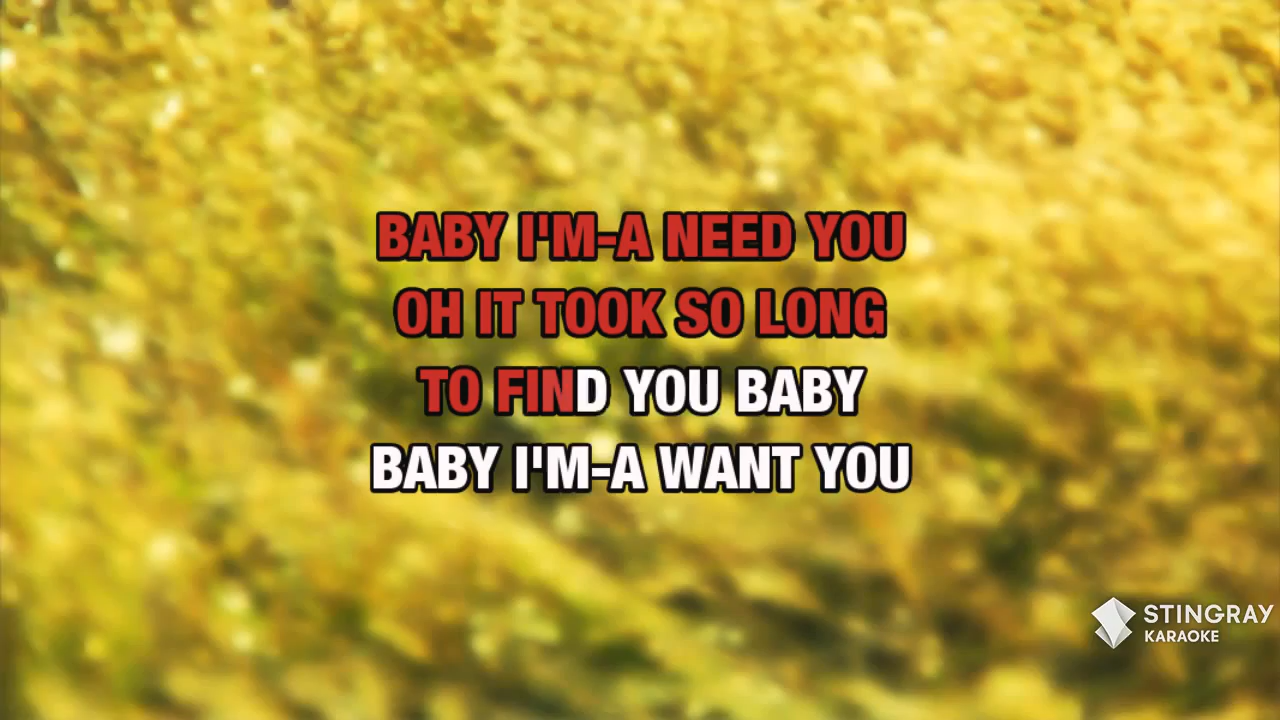 BABY I'M-A NEED YOU
OH IT TOOK SO LONG
TO FIND YOU BABY
BABY I'M-A WANT YOU
STINGRAY
KARAOKE